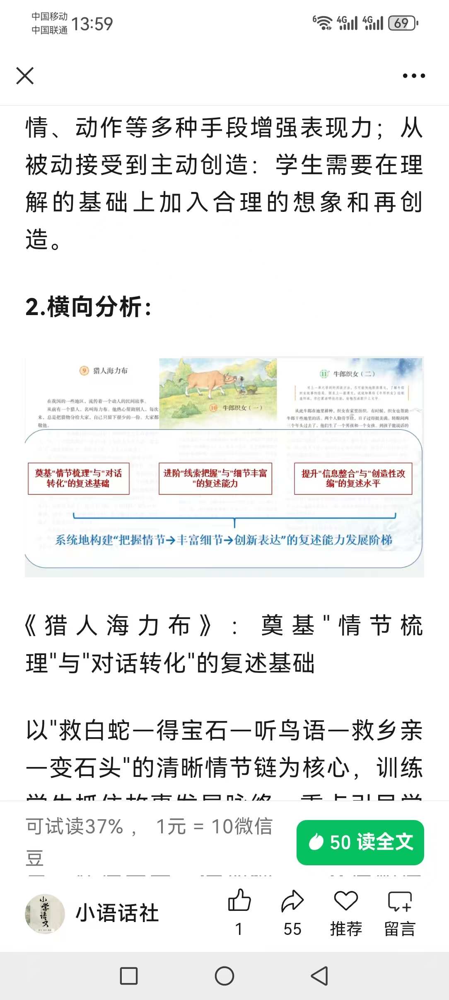 中国移动
中国联通
13:59
6
4G
4G
69
情、动作等多种手段增强表现力；从
被动接受到主动创造：学生需要在理
解的基础上加入合理的想象和再创
造。
2.横向分析：
9 猎人海力布
在我国的一些地区，流传着一个动人的民间故事。
从前有一个猎人，名叫海力布。他热心帮助别人，每次
来，总是把猎物分给大家，自己只留下很少的一份。大家都
敬他。
10 牛郎织女（一）
11* 牛郎织女（二）
从此牛郎在地里耕种，织女在家里纺织。有时候，织女也帮助
牛郎干些地里的活。两个人勤劳节俭，日子过得挺美满。转眼间两
三个年头过去了，他们生了一个男孩和一个女孩。到孩子能说话的
奠基"情节梳理"与"对话
转化"的复述基础
进阶"线索把握"与"细节丰富
"的复述能力
提升"信息整合"与"创造性改
编"的复述水平
系统地构建“把握情节→丰富细节→创新表达”的复述能力发展阶梯
《猎人海力布》：奠基"情节梳
理"与"对话转化"的复述基础
以"救白蛇—得宝石—听鸟语—救乡亲
—变石头"的清晰情节链为核心，训练
可试读37%， 1元 = 10微信
豆
50 读全文
小学语文
小语话社
1
55
推荐
留言